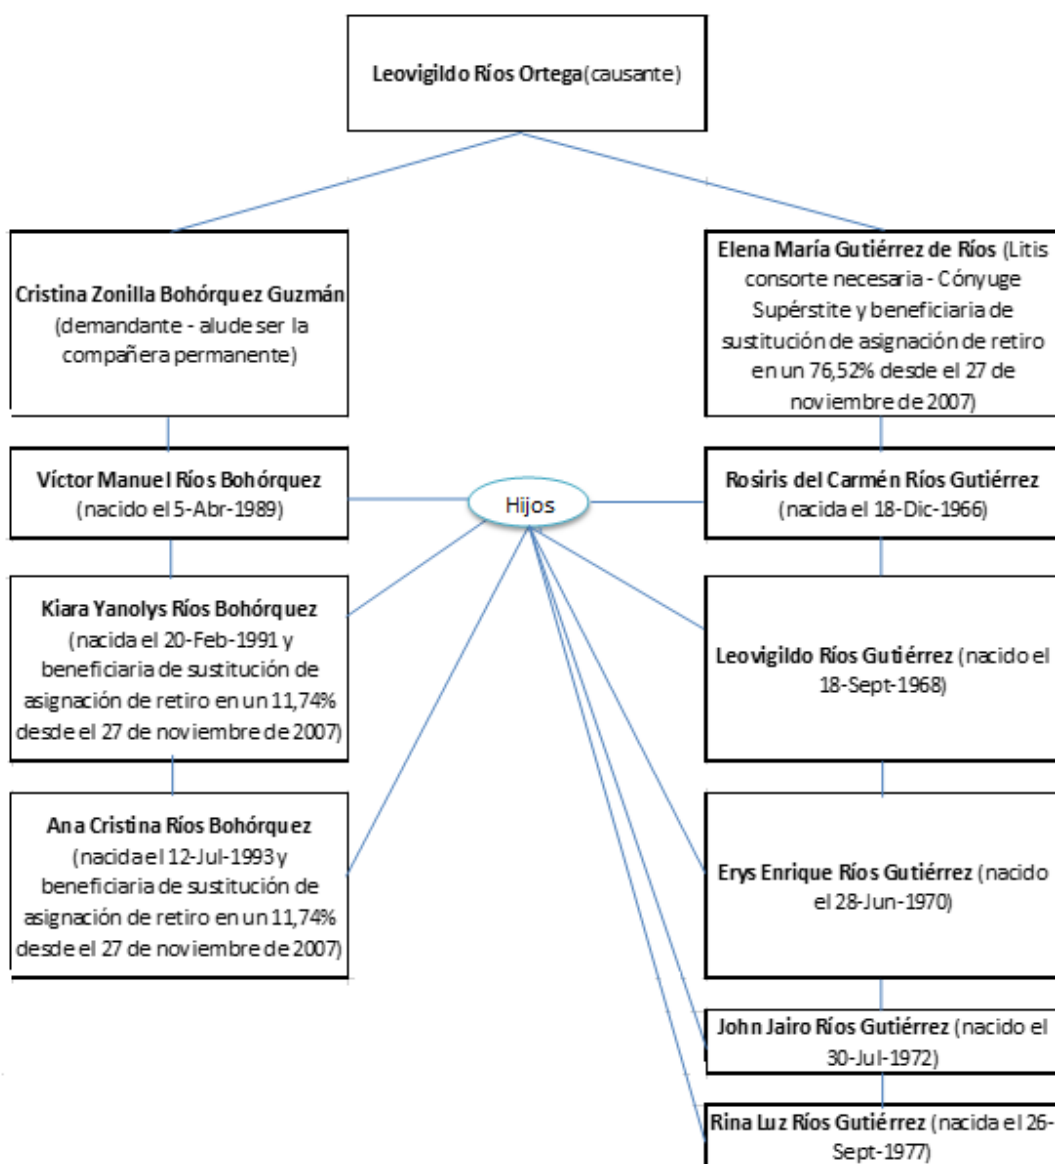 Leovigildo Ríos Ortega(causante)
Cristina Zonilla Bohórquez Guzmán
(demandante - alude ser la
compañera permanente)
Elena María Gutiérrez de Ríos (Litis
consorte necesaria - Cónyuge
Supérstite y beneficiaria de
sustitución de asignación de retiro
en un 76,52% desde el 27 de
noviembre de 2007)
Víctor Manuel Ríos Bohórquez
(nacido el 5-Abr-1989)
Hijos
Rosiris del Carmén Ríos Gutiérrez
(nacida el 18-Dic-1966)
Kiara Yanolys Ríos Bohórquez
(nacida el 20-Feb-1991 y
beneficiaria de sustitución de
asignación de retiro en un 11,74%
desde el 27 de noviembre de 2007)
Leovigildo Ríos Gutiérrez (nacido el
18-Sept-1968)
Ana Cristina Ríos Bohórquez
(nacida el 12-Jul-1993 y
beneficiaria de sustitución de
asignación de retiro en un 11,74%
desde el 27 de noviembre de 2007)
Erys Enrique Ríos Gutiérrez (nacido
el 28-Jun-1970)
John Jairo Ríos Gutiérrez (nacido el
30-Jul-1972)
Rina Luz Ríos Gutiérrez (nacida el 26-
Sept-1977)